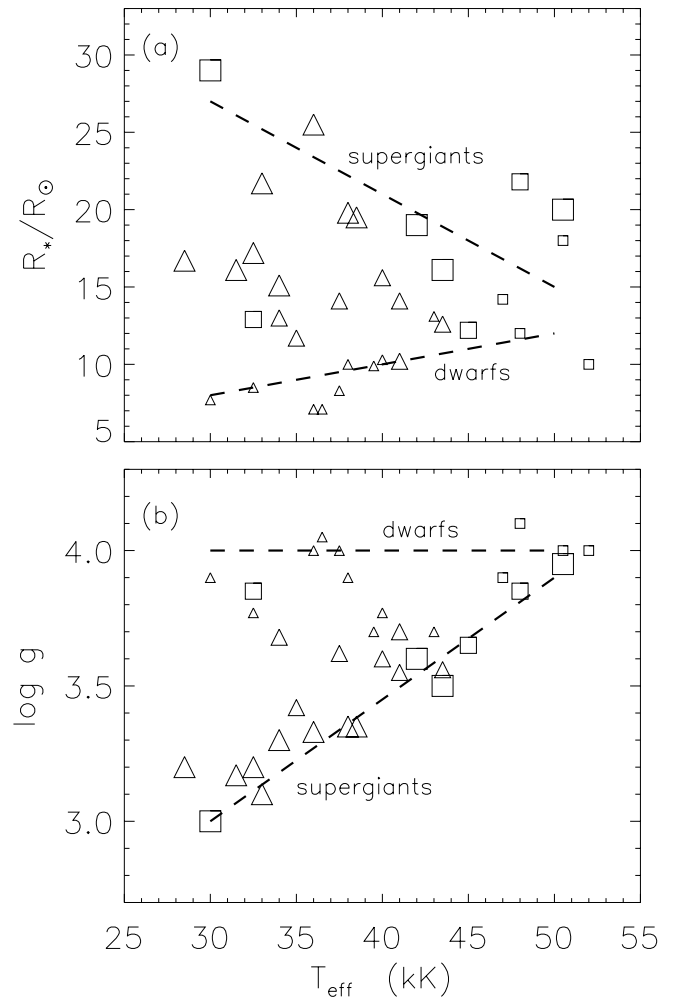 (a)
30
25
20
15
10
5
R*/R☉
supergiants
dwarfs
(b)
4.0
3.5
3.0
log g
dwarfs
supergiants
25 30 35 40 45 50 55
Teff (kK)